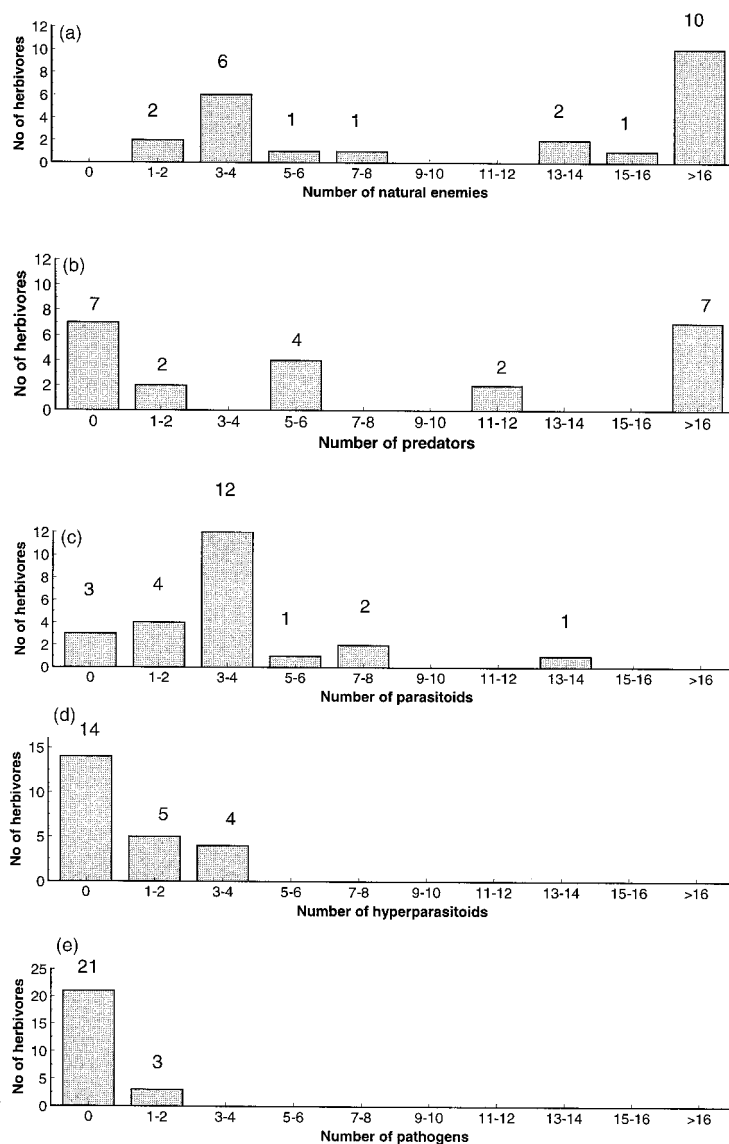 (a)
No of herbivores
12
10
8
6
4
2
0
2
6
1
1
2
1
10
0 1-2 3-4 5-6 7-8 9-10 11-12 13-14 15-16 >16
Number of natural enemies
(b)
No of herbivores
12
10
8
6
4
2
0
7
2
4
2
7
0 1-2 3-4 5-6 7-8 9-10 11-12 13-14 15-16 >16
Number of predators
(c)
No of herbivores
12
10
8
6
4
2
0
3
4
12
1
2
1
0 1-2 3-4 5-6 7-8 9-10 11-12 13-14 15-16 >16
Number of parasitoids
(d)
No of herbivores
15
10
5
0
14
5
4
0 1-2 3-4 5-6 7-8 9-10 11-12 13-14 15-16 >16
Number of hyperparasitoids
(e)
No of herbivores
25
20
15
10
5
0
21
3
0 1-2 3-4 5-6 7-8 9-10 11-12 13-14 15-16 >16
Number of pathogens